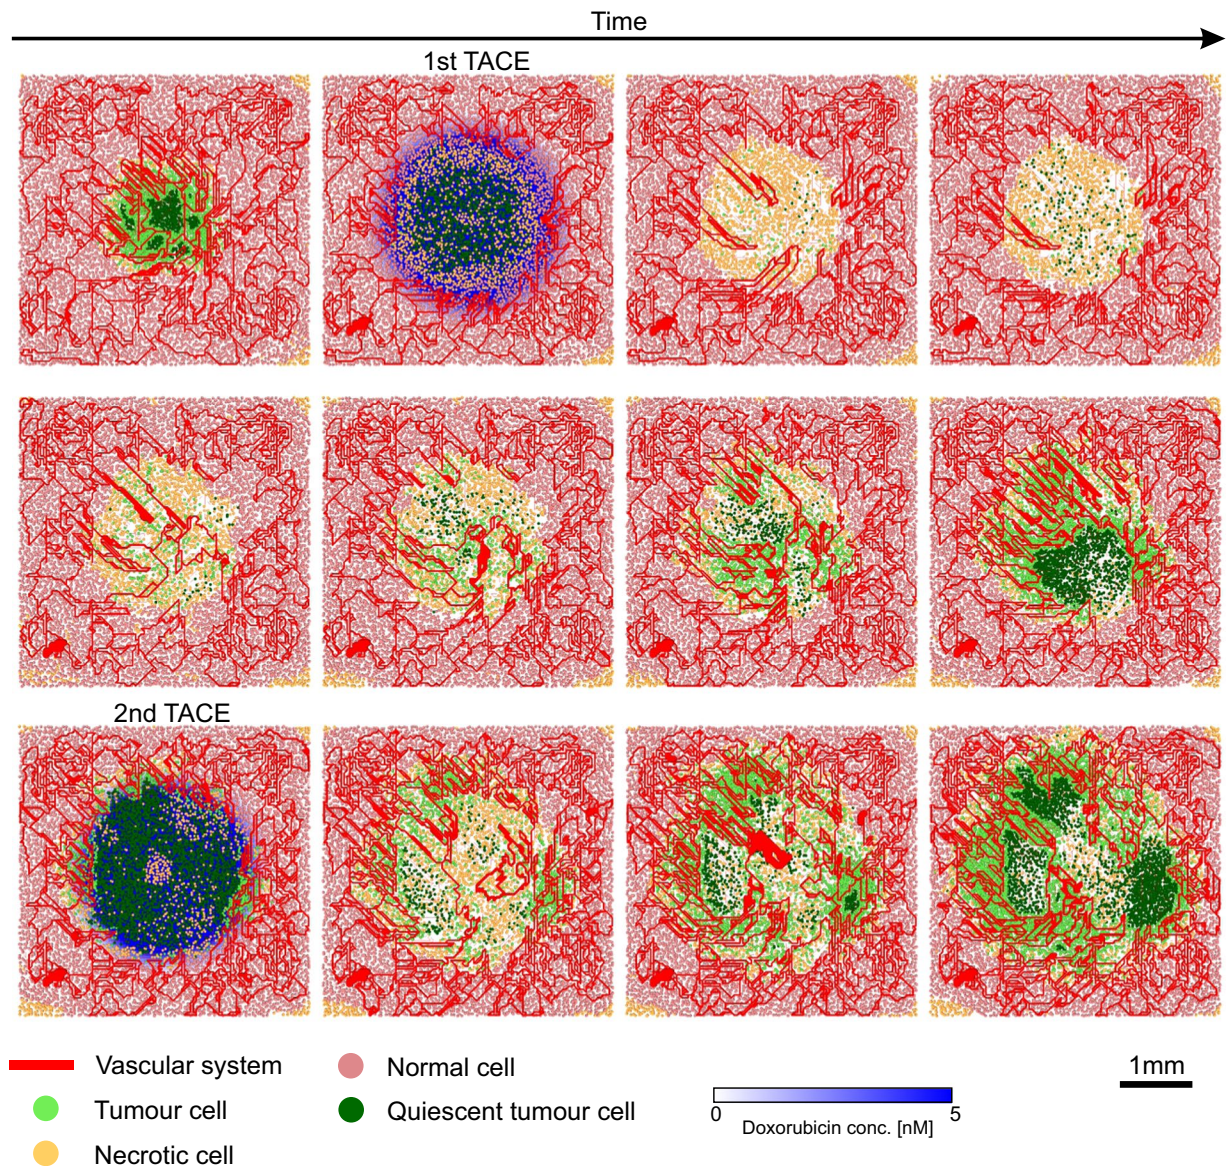 Time
1st TACE
2nd TACE
Vascular system
Normal cell
1mm
Tumour cell
Quiescent tumour cell
0
5
Doxorubicin conc. [nM]
Necrotic cell